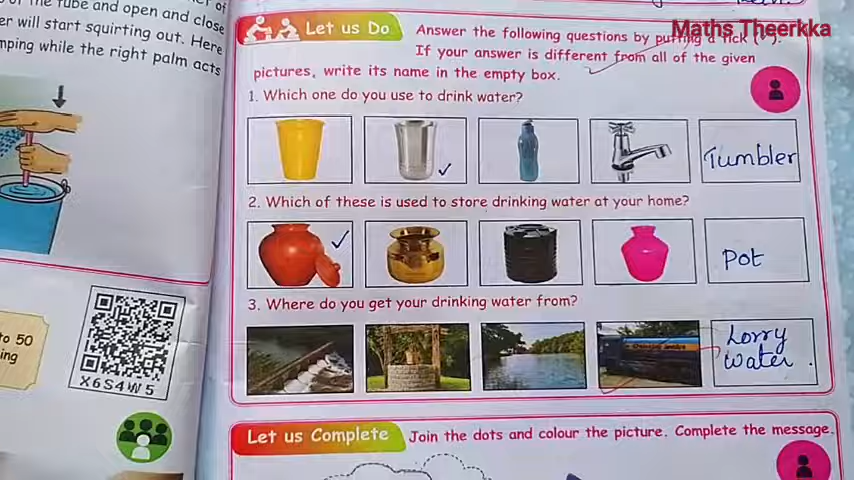 of the tube and open and close
er will start squirting out. Here
mping while the right palm acts
to 50
ing
X6S4W5
Maths Theerkka
Let us Do
Answer the following questions by putting a tick (✓).
If your answer is different from all of the given
pictures, write its name in the empty box.
1. Which one do you use to drink water?
Tumbler
2. Which of these is used to store drinking water at your home?
Pot
3. Where do you get your drinking water from?
Lorry
water
Let us Complete
Join the dots and colour the picture. Complete the message.